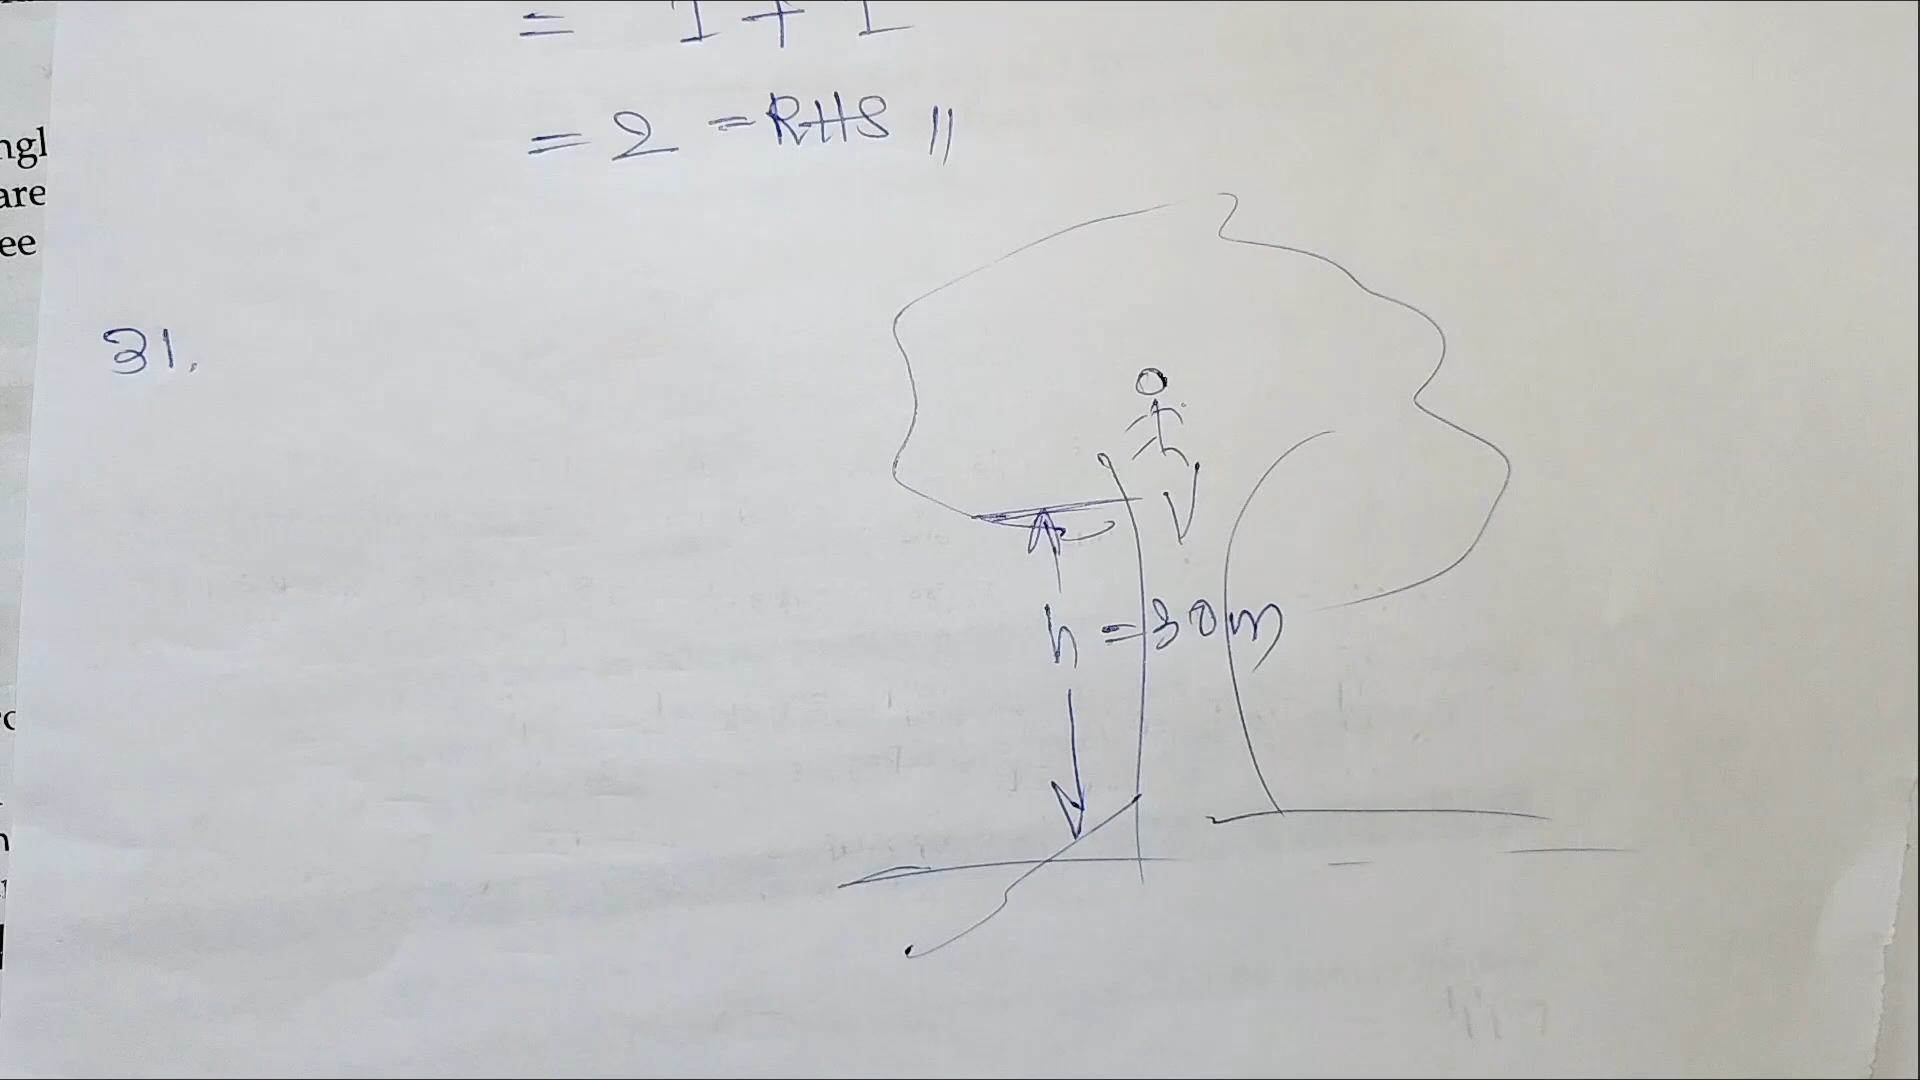 = 1 + 1
= 2 = RHS //
ngl
are
ee
31.
h = 30m